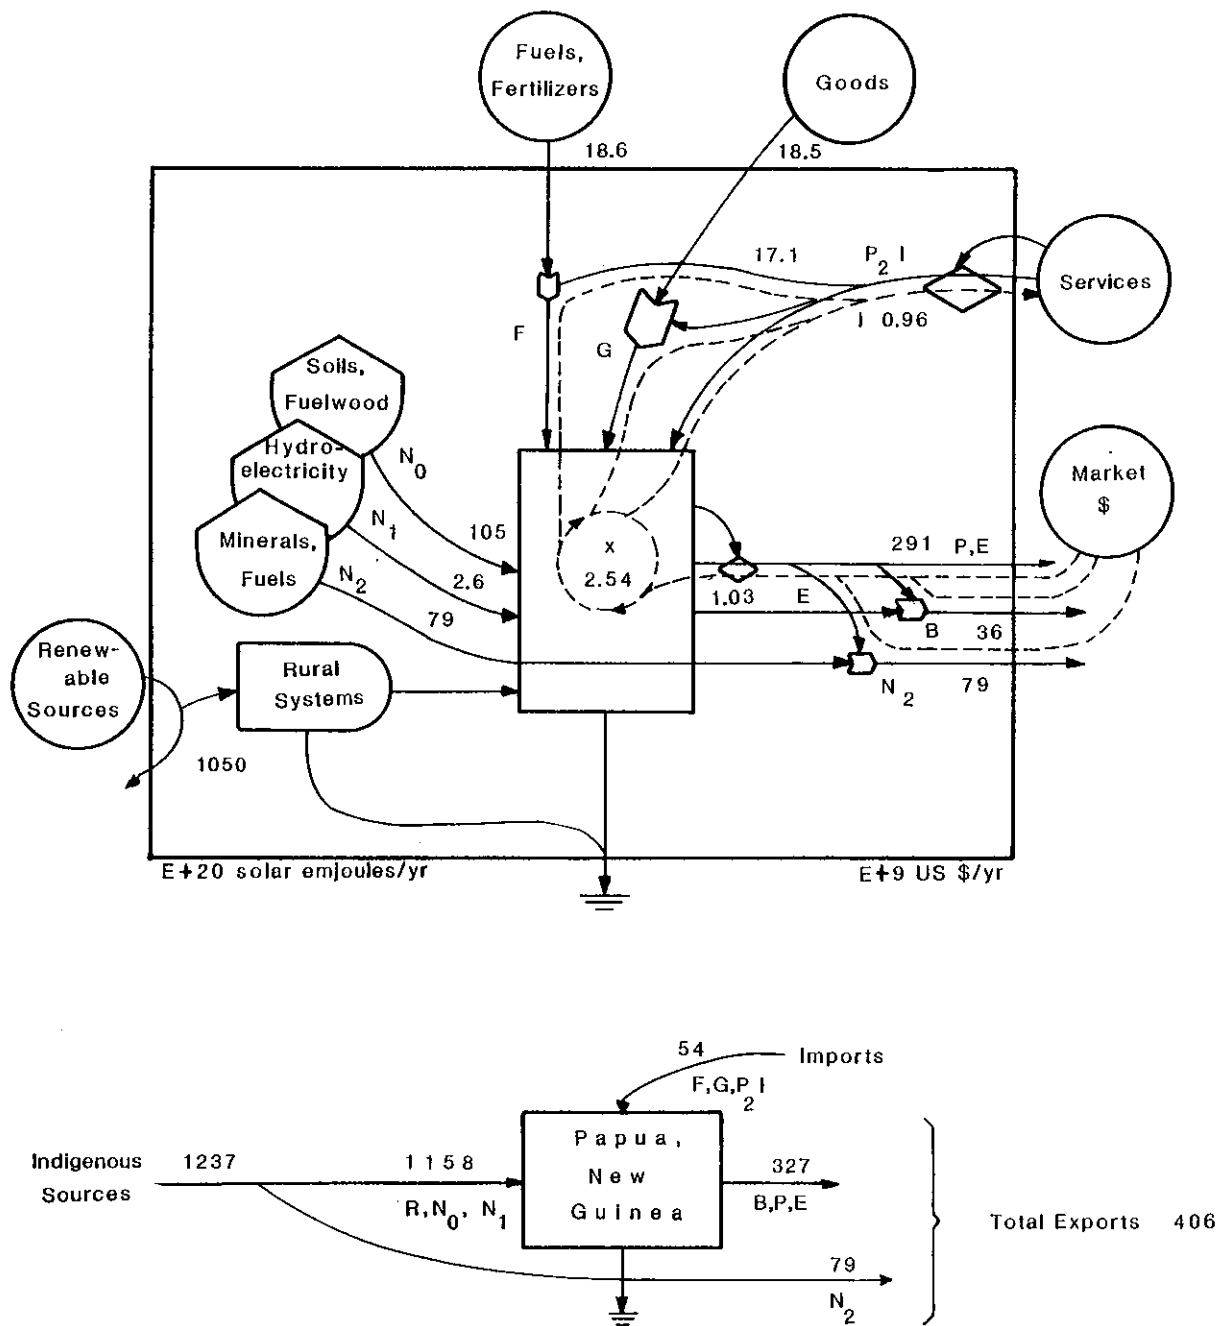 Fuels,
Fertilizers
Goods
18.6
18.5
17.1
P2 I
Services
I 0.96
F
G
Soils,
Fuelwood
Hydro-
electricity
Minerals,
Fuels
N0
N1
N2
105
2.6
79
x
2.54
Market
$
291 P,E
1.03
E
B
36
N2
79
Renew-
able
Sources
Rural
Systems
1050
E+20 solar emjoules/yr
E+9 US $/yr
54
Imports
F,G,P2I
Indigenous
Sources
1237
1158
R,N0, N1
Papua,
New
Guinea
327
B,P,E
Total Exports 406
79
N2